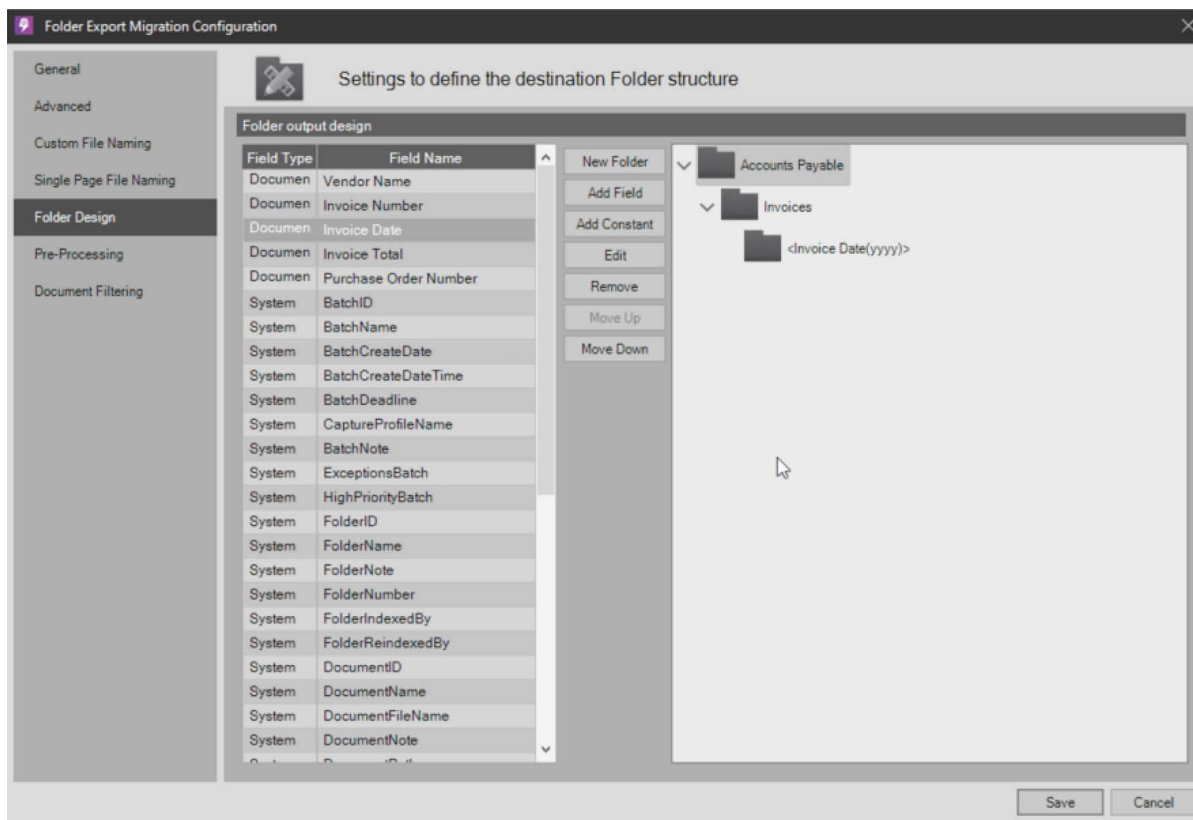 Folder Export Migration Configuration
General
Advanced
Custom File Naming
Single Page File Naming
Folder Design
Pre-Processing
Document Filtering
Settings to define the destination Folder structure
Folder output design
Field Type Field Name
Documen Vendor Name
Documen Invoice Number
Documen Invoice Date
Documen Invoice Total
Documen Purchase Order Number
System BatchID
System BatchName
System BatchCreateDate
System BatchCreateDateTime
System BatchDeadline
System CaptureProfileName
System BatchNote
System ExceptionsBatch
System HighPriorityBatch
System FolderID
System FolderName
System FolderNote
System FolderNumber
System FolderIndexedBy
System FolderReindexedBy
System DocumentID
System DocumentName
System DocumentFileName
System DocumentNote
New Folder
Add Field
Add Constant
Edit
Remove
Move Up
Move Down
Accounts Payable
Invoices
<Invoice Date(yyyy)>
Save
Cancel